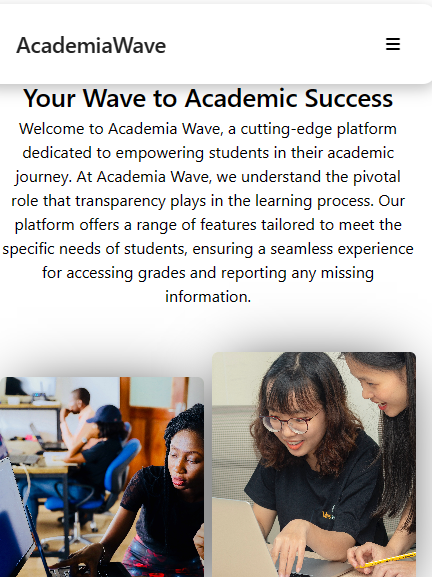 AcademiaWave
Your Wave to Academic Success
Welcome to Academia Wave, a cutting-edge platform
dedicated to empowering students in their academic
journey. At Academia Wave, we understand the pivotal
role that transparency plays in the learning process. Our
platform offers a range of features tailored to meet the
specific needs of students, ensuring a seamless experience
for accessing grades and reporting any missing
information.